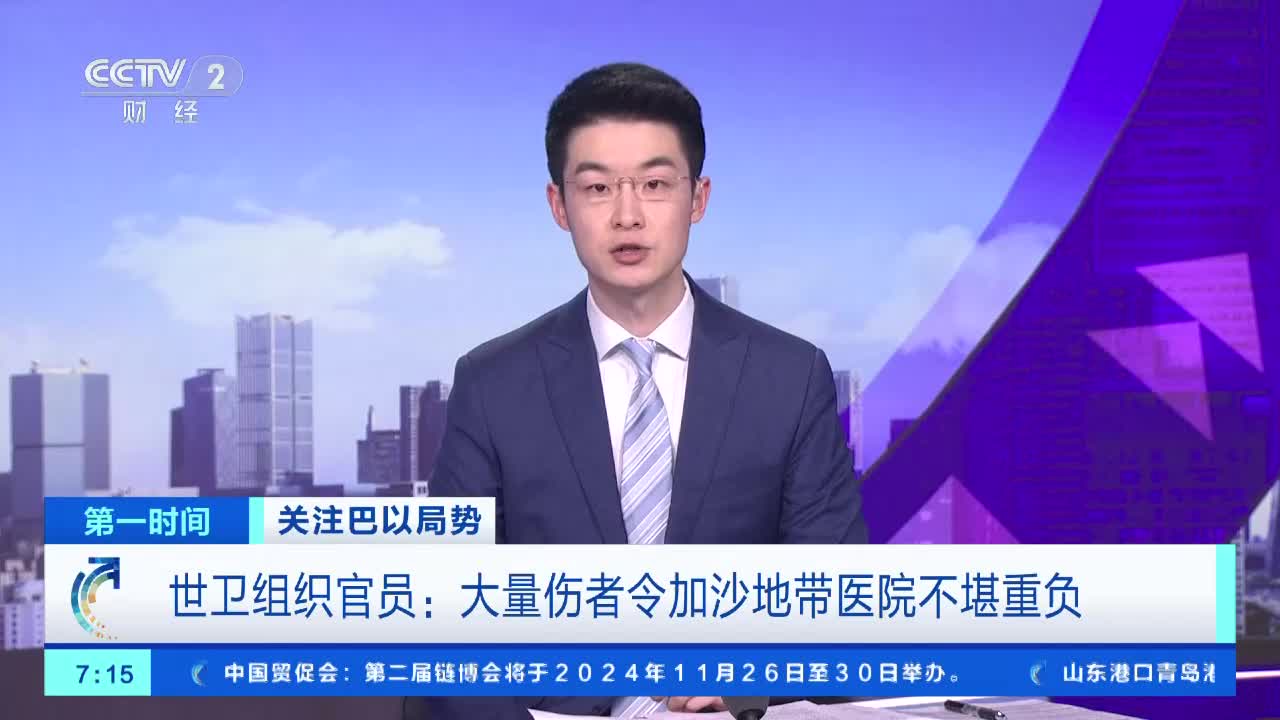 CCTV 2
财 经
第一时间
关注巴以局势
世卫组织官员：大量伤者令加沙地带医院不堪重负
7:15
中国贸促会：第二届链博会将于2024年11月26日至30日举办。
山东港口青岛港